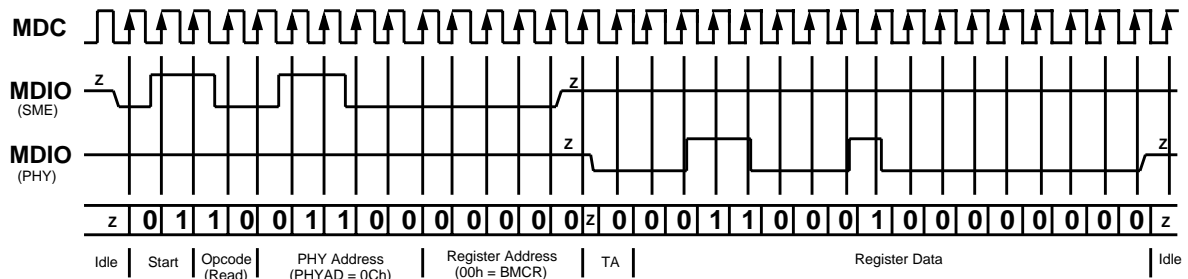 MDC
z z
MDIO
(SME)
z z
MDIO
(PHY)
z 0 1 1 0 0 1 1 0 0 0 0 0 0 0 z 0 0 0 1 1 0 0 0 1 0 0 0 0 0 0 0 0 z
Idle Start Opcode PHY Address Register Address TA Register Data Idle
(Read) (PHYAD = 0Ch) (00h = BMCR)